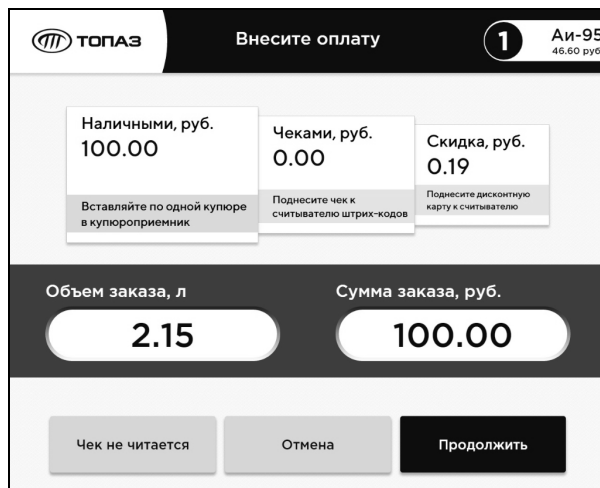 ТОПАЗ
Внесите оплату
1
Аи-95
46.60 руб
Наличными, руб.
100.00
Вставляйте по одной купюре
в купюроприемник
Чеками, руб.
0.00
Поднесите чек к
считывателю штрих-кодов
Скидка, руб.
0.19
Поднесите дисконтную
карту к считывателю
Объем заказа, л
2.15
Сумма заказа, руб.
100.00
Чек не читается
Отмена
Продолжить